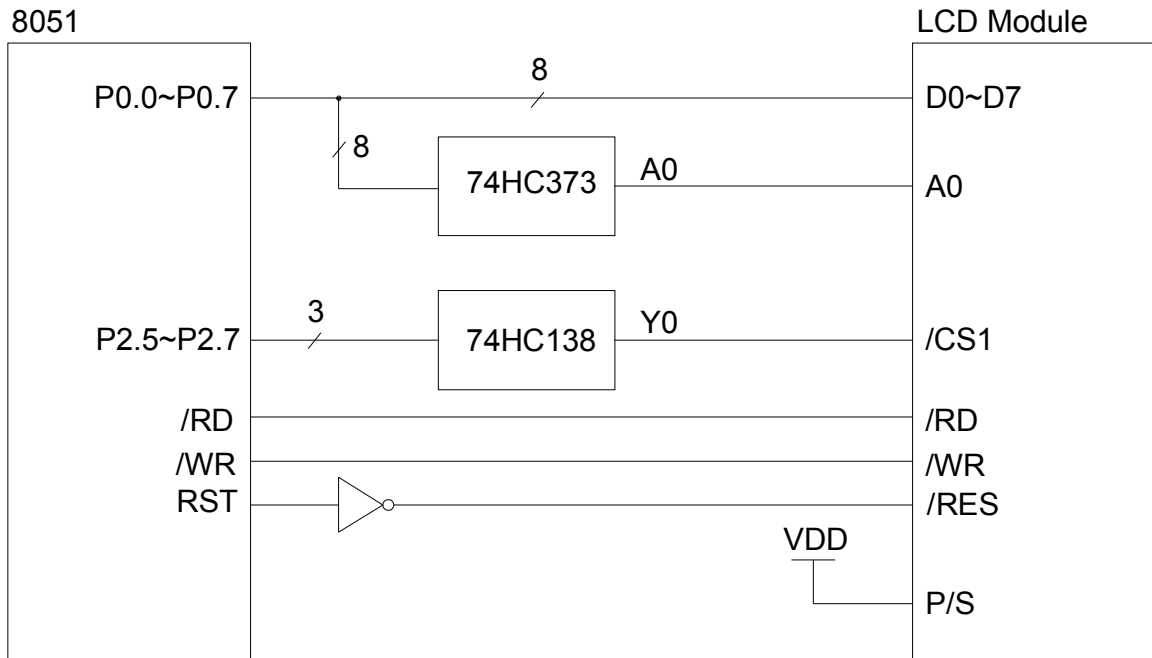 8051
LCD Module
8
P0.0~P0.7
D0~D7
8
74HC373
A0
A0
3
Y0
P2.5~P2.7
74HC138
/CS1
/RD
/RD
/WR
/WR
RST
/RES
VDD
P/S